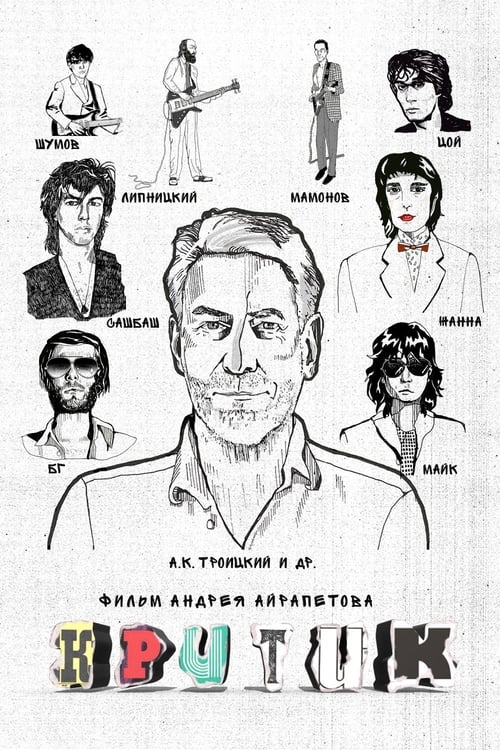 ШУМОВ
ЛИПНИЦКИЙ
МАМОНОВ
ЦОЙ
САШБАШ
ЖАННА
БГ
МАЙК
А.К. ТРОИЦКИЙ И ДР.
ФИЛЬМ АНДРЕЯ АЙРАПЕТОВА
КРИТИК